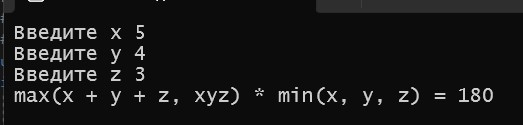 Введите x 5
Введите y 4
Введите z 3
max(x + y + z, xyz) * min(x, y, z) = 180